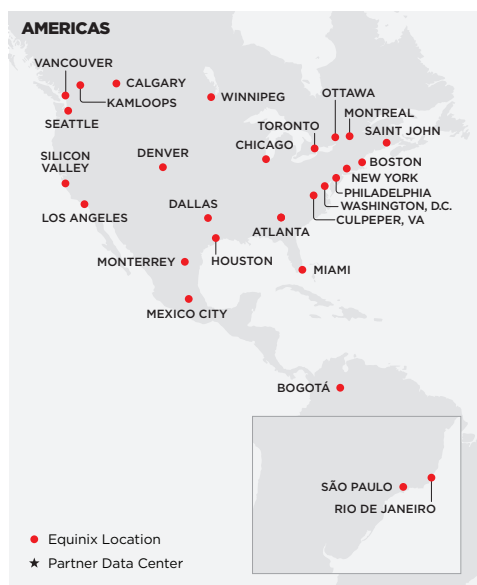 AMERICAS
VANCOUVER
CALGARY
KAMLOOPS
WINNIPEG
OTTAWA
SEATTLE
MONTREAL
TORONTO
SAINT JOHN
CHICAGO
SILICON
VALLEY
DENVER
BOSTON
NEW YORK
PHILADELPHIA
WASHINGTON, D.C.
CULPEPER, VA
LOS ANGELES
DALLAS
ATLANTA
MONTERREY
HOUSTON
MIAMI
MEXICO CITY
BOGOTÁ
SÃO PAULO
RIO DE JANEIRO
Equinix Location
Partner Data Center